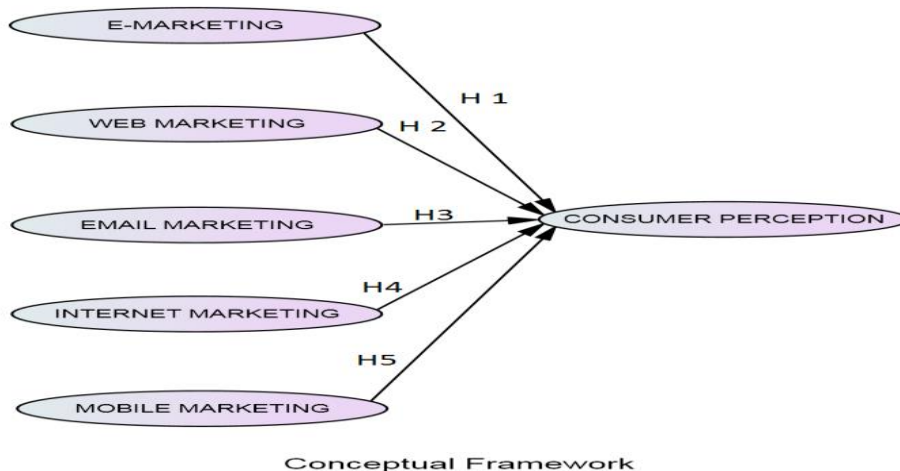 E-MARKETING
H 1
WEB MARKETING
H 2
EMAIL MARKETING
H3
CONSUMER PERCEPTION
INTERNET MARKETING
H4
MOBILE MARKETING
H5
Conceptual Framework